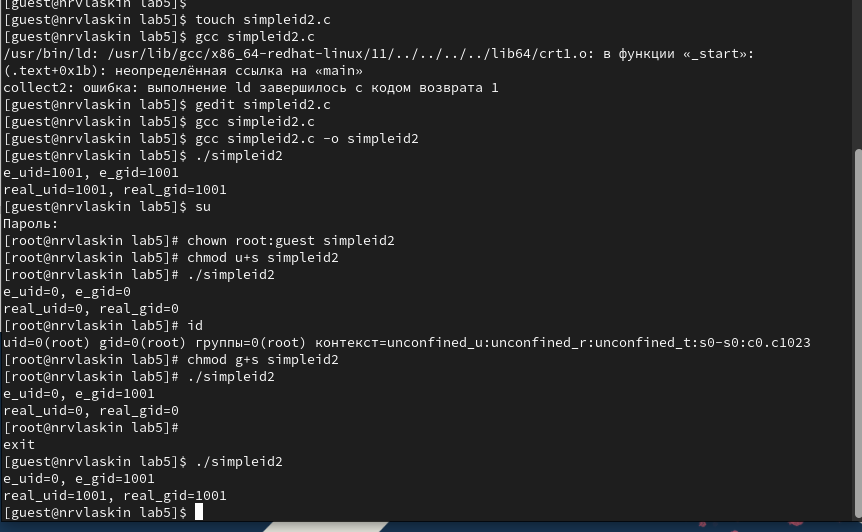 [guest@nrvlaskin lab5]$
[guest@nrvlaskin lab5]$ touch simpleid2.c
[guest@nrvlaskin lab5]$ gcc simpleid2.c
/usr/bin/ld: /usr/lib/gcc/x86_64-redhat-linux/11/../../../../lib64/crt1.o: в функции «_start»:
(.text+0x1b): неопределённая ссылка на «main»
collect2: ошибка: выполнение ld завершилось с кодом возврата 1
[guest@nrvlaskin lab5]$ gedit simpleid2.c
[guest@nrvlaskin lab5]$ gcc simpleid2.c
[guest@nrvlaskin lab5]$ gcc simpleid2.c -o simpleid2
[guest@nrvlaskin lab5]$ ./simpleid2
e_uid=1001, e_gid=1001
real_uid=1001, real_gid=1001
[guest@nrvlaskin lab5]$ su
Пароль:
[root@nrvlaskin lab5]# chown root:guest simpleid2
[root@nrvlaskin lab5]# chmod u+s simpleid2
[root@nrvlaskin lab5]# ./simpleid2
e_uid=0, e_gid=0
real_uid=0, real_gid=0
[root@nrvlaskin lab5]# id
uid=0(root) gid=0(root) группы=0(root) контекст=unconfined_u:unconfined_r:unconfined_t:s0-s0:c0.c1023
[root@nrvlaskin lab5]# chmod g+s simpleid2
[root@nrvlaskin lab5]# ./simpleid2
e_uid=0, e_gid=1001
real_uid=0, real_gid=0
[root@nrvlaskin lab5]#
exit
[guest@nrvlaskin lab5]$ ./simpleid2
e_uid=0, e_gid=1001
real_uid=1001, real_gid=1001
[guest@nrvlaskin lab5]$